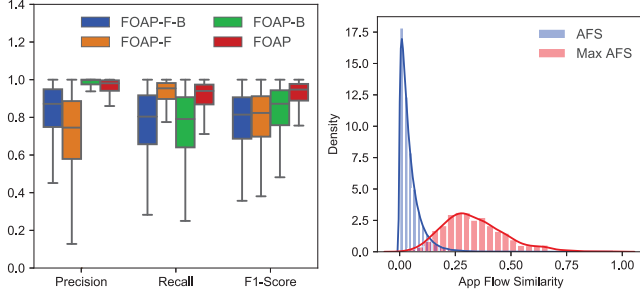 1.4
1.2
1.0
0.8
0.6
0.4
0.2
0.0
FOAP-F-B
FOAP-B
FOAP-F
FOAP
Precision
Recall
F1-Score
Density
17.5
15.0
12.5
10.0
7.5
5.0
2.5
0.0
AFS
Max AFS
0.00
0.25
0.50
0.75
1.00
App Flow Similarity